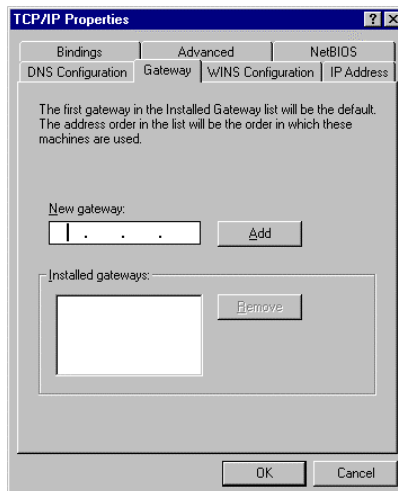 TCP/IP Properties
? X
Bindings Advanced NetBIOS
DNS Configuration Gateway WINS Configuration IP Address
The first gateway in the Installed Gateway list will be the default.
The address order in the list will be the order in which these
machines are used.
New gateway:
. . .
Add
Installed gateways:
Remove
OK Cancel